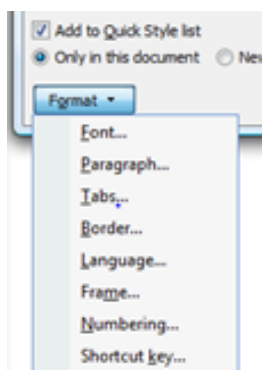 Add to Quick Style list
Only in this document
Format
Font...
Paragraph...
Tabs...
Border...
Language...
Frame...
Numbering...
Shortcut key...